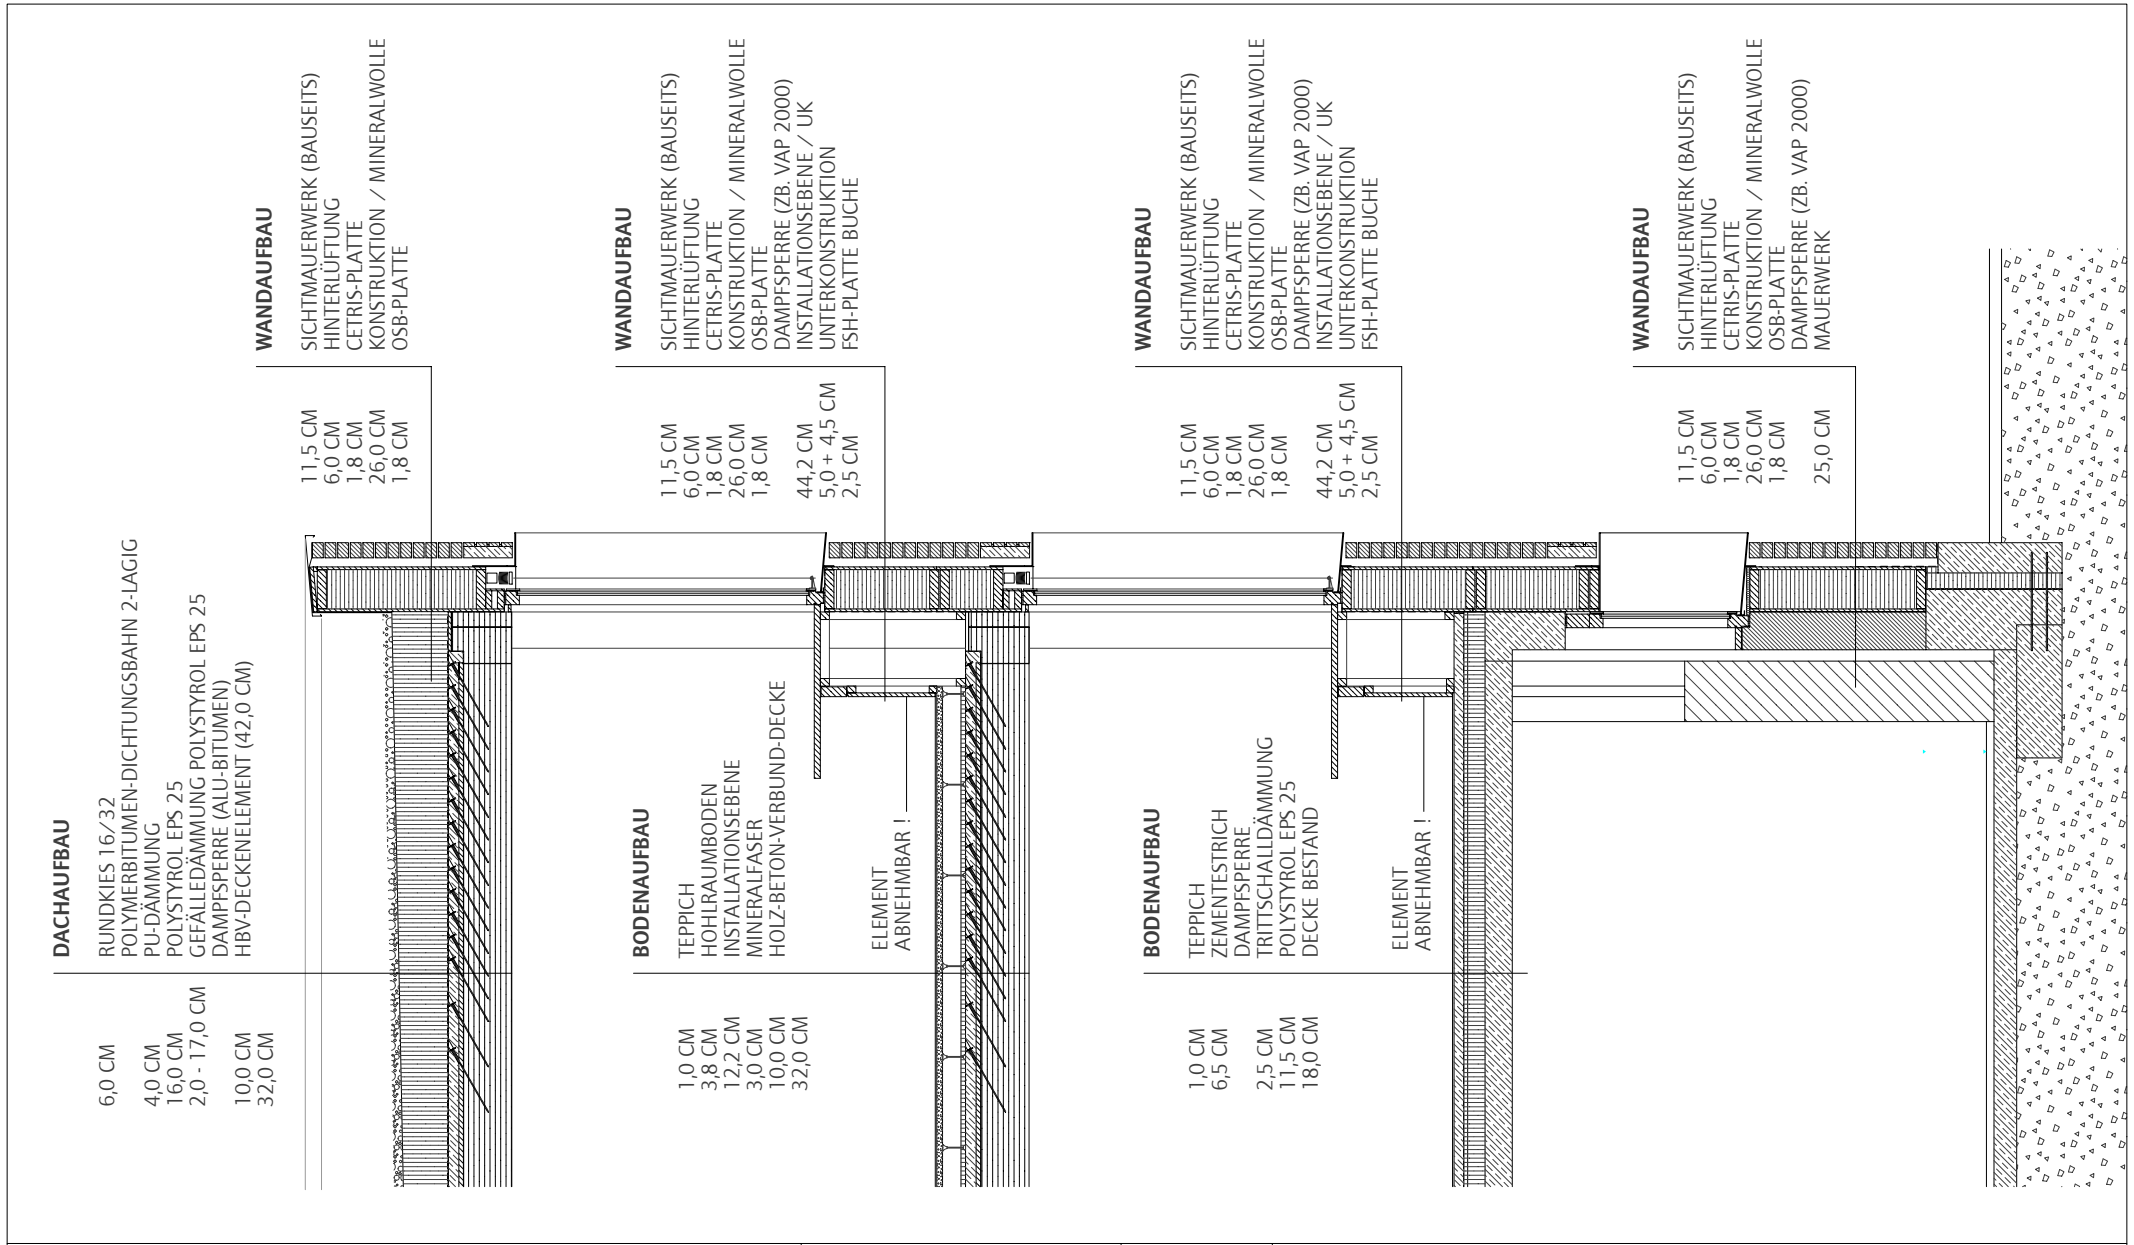 DACHAUFBAU
6,0 CM RUNDKIES 16/32
POLYMERBITUMEN-DICHTUNGSBAHN 2-LAGIG
4,0 CM PU-DÄMMUNG
16,0 CM POLYSTYROL EPS 25
2,0 - 17,0 CM GEFÄLLEDÄMMUNG POLYSTYROL EPS 25
DAMPFSPERRE (ALU-BITUMEN)
10,0 CM HBV-DECKENELEMENT (42,0 CM)
32,0 CM
WANDAUFBAU
11,5 CM SICHTMAUERWERK (BAUSEITS)
6,0 CM HINTERLÜFTUNG
1,8 CM CETRIS-PLATTE
26,0 CM KONSTRUKTION / MINERALWOLLE
1,8 CM OSB-PLATTE
BODENAUFBAU
1,0 CM TEPPICH
3,8 CM HOHLRAUMBODEN
12,2 CM INSTALLATIONSEBENE
3,0 CM MINERALFASER
10,0 CM HOLZ-BETON-VERBUND-DECKE
32,0 CM
ELEMENT
ABNEHMBAR !
WANDAUFBAU
11,5 CM SICHTMAUERWERK (BAUSEITS)
6,0 CM HINTERLÜFTUNG
1,8 CM CETRIS-PLATTE
26,0 CM KONSTRUKTION / MINERALWOLLE
1,8 CM OSB-PLATTE
DAMPFSPERRE (ZB. VAP 2000)
44,2 CM INSTALLATIONSEBENE / UK
5,0 + 4,5 CM UNTERKONSTRUKTION
2,5 CM FSH-PLATTE BUCHE
BODENAUFBAU
1,0 CM TEPPICH
6,5 CM ZEMENTESTRICH
DAMPFSPERRE
2,5 CM TRITTSCHALLDÄMMUNG
11,5 CM POLYSTYROL EPS 25
18,0 CM DECKE BESTAND
ELEMENT
ABNEHMBAR !
WANDAUFBAU
11,5 CM SICHTMAUERWERK (BAUSEITS)
6,0 CM HINTERLÜFTUNG
1,8 CM CETRIS-PLATTE
26,0 CM KONSTRUKTION / MINERALWOLLE
1,8 CM OSB-PLATTE
DAMPFSPERRE (ZB. VAP 2000)
44,2 CM INSTALLATIONSEBENE / UK
5,0 + 4,5 CM UNTERKONSTRUKTION
2,5 CM FSH-PLATTE BUCHE
WANDAUFBAU
11,5 CM SICHTMAUERWERK (BAUSEITS)
6,0 CM HINTERLÜFTUNG
1,8 CM CETRIS-PLATTE
26,0 CM KONSTRUKTION / MINERALWOLLE
1,8 CM OSB-PLATTE
DAMPFSPERRE (ZB. VAP 2000)
25,0 CM MAUERWERK